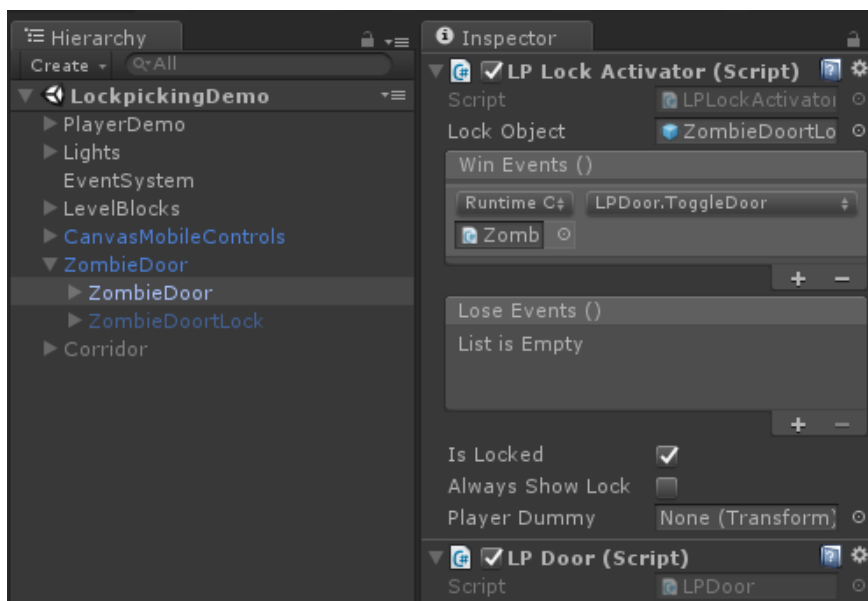 Hierarchy
Create
All
LockpickingDemo
PlayerDemo
Lights
EventSystem
LevelBlocks
CanvasMobileControls
ZombieDoor
ZombieDoor
ZombieDoortLock
Corridor
Inspector
LP Lock Activator (Script)
Script LPLockActivator
Lock Object ZombieDoortLo
Win Events ()
Runtime C LPDoor.ToggleDoor
Zomb
Lose Events ()
List is Empty
Is Locked
Always Show Lock
Player Dummy None (Transform)
LP Door (Script)
Script LPDoor